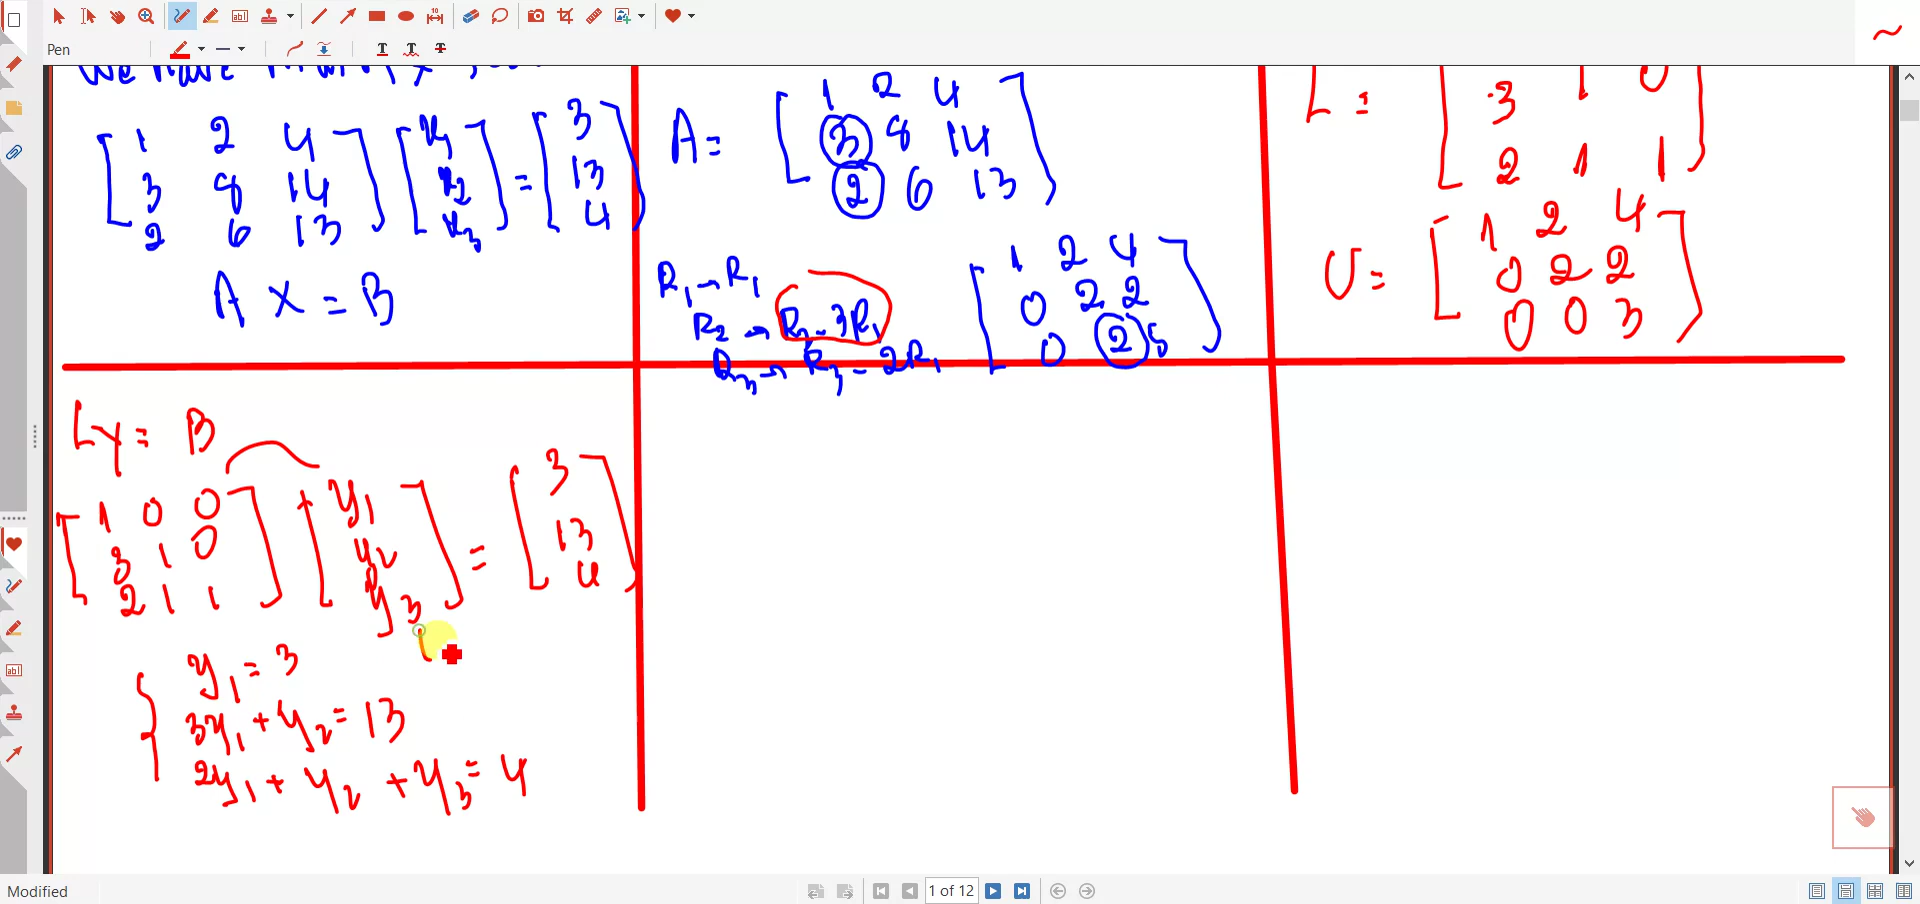 Pen
We have
[1 2 4; 3 8 14; 2 6 13] [x1; x2; x3] = [3; 13; 4]
A X = B
A = [1 2 4; 3 8 14; 2 6 13]
R1 → R1
R2 → R2 - 3R1
R3 → R3 - 2R1
[1 2 4; 0 2 2; 0 2 5]
L = [3 1 0; 2 1 1]
U = [1 2 4; 0 2 2; 0 0 3]
LY = B
[1 0 0; 3 1 0; 2 1 1] [y1; y2; y3] = [3; 13; 4]
y1 = 3
3y1 + y2 = 13
2y1 + y2 + y3 = 4
Modified
1 of 12